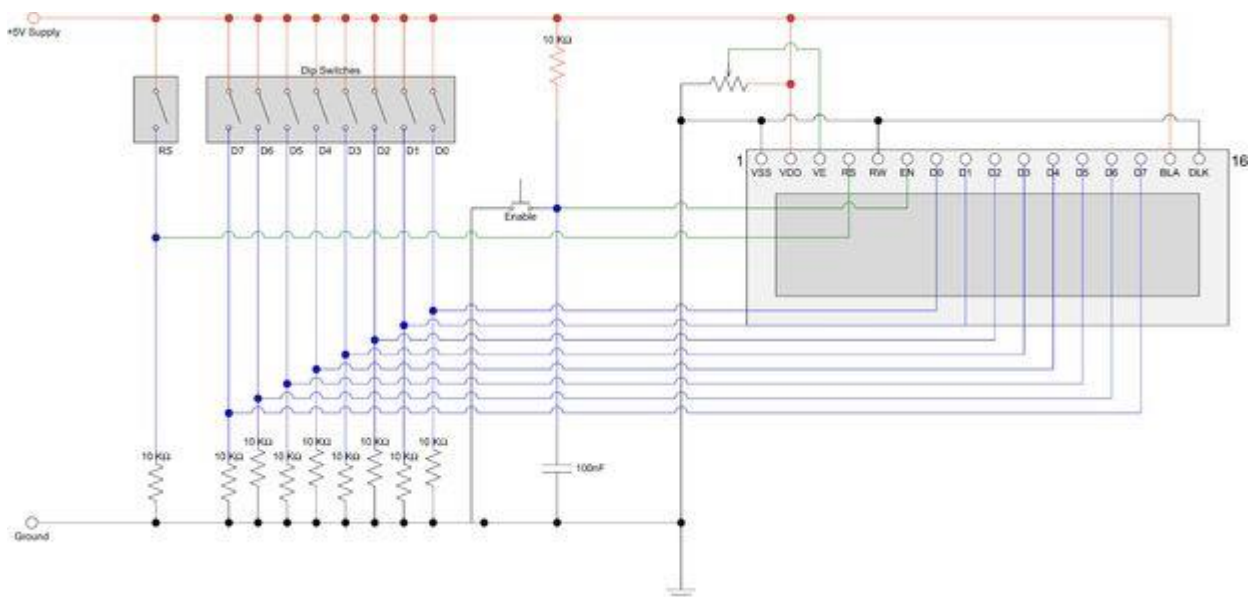 +5V Supply
10 KΩ
Dip Switches
RS D7 D6 D5 D4 D3 D2 D1 D0
1 16
VSS VDD VE RS RW EN D0 D1 D2 D3 D4 D5 D6 D7 BLA DLK
Enable
10 KΩ 10 KΩ 10 KΩ 10 KΩ
10 KΩ 10 KΩ 10 KΩ 10 KΩ 10 KΩ
100nF
Ground